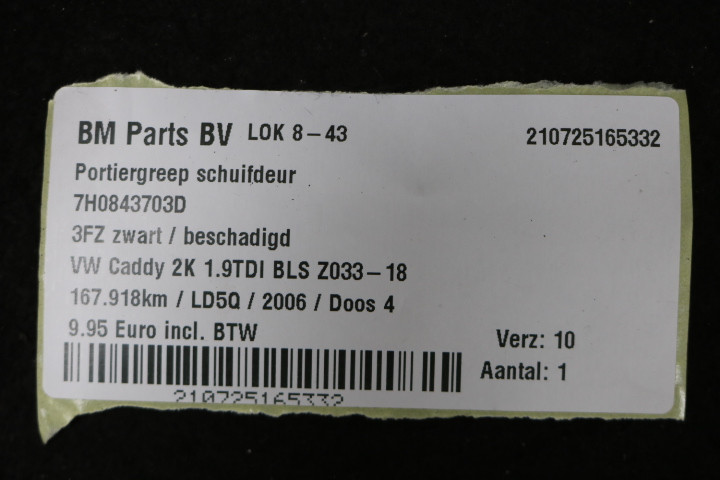 BM Parts BV LOK 8-43 210725165332
Portiergreep schuifdeur
7H0843703D
3FZ zwart / beschadigd
VW Caddy 2K 1.9TDI BLS Z033-18
167.918km / LD5Q / 2006 / Doos 4
9.95 Euro incl. BTW
Verz: 10
Aantal: 1
210725165332